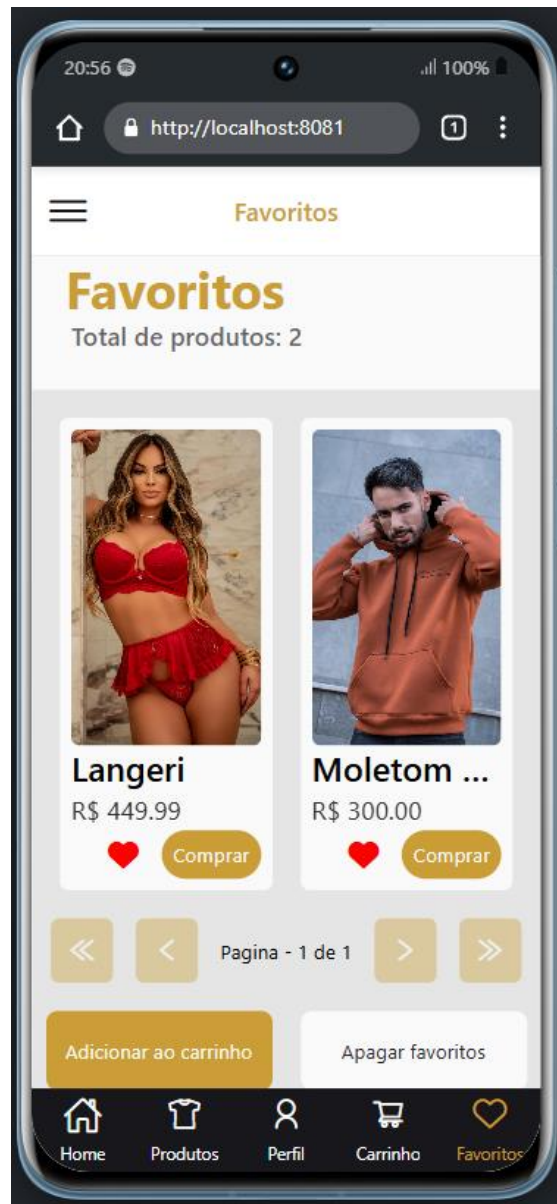 20:56
100%
http://localhost:8081
1
Favoritos
Favoritos
Total de produtos: 2
Langeri
Moletom ...
R$ 449.99
R$ 300.00
Comprar
Comprar
Pagina - 1 de 1
Adicionar ao carrinho
Apagar favoritos
Home
Produtos
Perfil
Carrinho
Favoritos